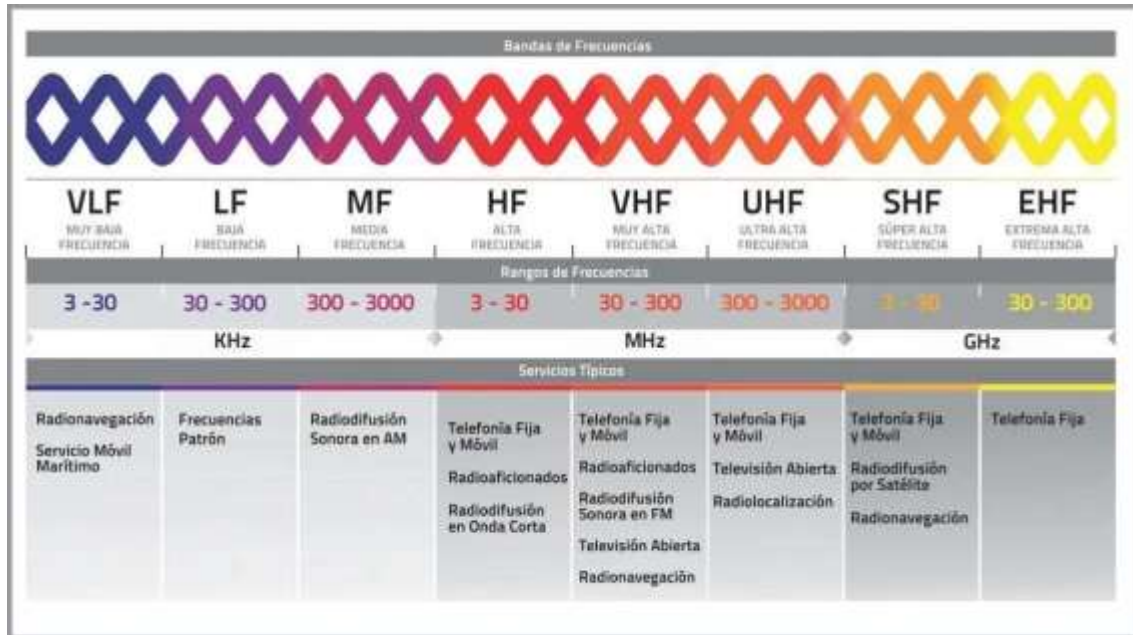 Bandas de Frecuencias
VLF
MUY BAJA
FRECUENCIA
LF
BAJA
FRECUENCIA
MF
MEDIA
FRECUENCIA
HF
ALTA
FRECUENCIA
VHF
MUY ALTA
FRECUENCIA
UHF
ULTRA ALTA
FRECUENCIA
SHF
SÚPER ALTA
FRECUENCIA
EHF
EXTREMA ALTA
FRECUENCIA
Rangos de Frecuencias
3 -30
30 - 300
300 - 3000
3 - 30
30 - 300
300 - 3000
3 - 30
30 - 300
KHz
MHz
GHz
Servicios Típicos
Radionavegación
Servicio Móvil
Marítimo
Frecuencias
Patrón
Radiodifusión
Sonora en AM
Telefonía Fija
y Móvil
Radioaficionados
Radiodifusión
en Onda Corta
Telefonía Fija
y Móvil
Radioaficionados
Radiodifusión
Sonora en FM
Televisión Abierta
Radionavegación
Telefonía Fija
y Móvil
Televisión Abierta
Radiolocalización
Telefonía Fija
y Móvil
Radiodifusión
por Satélite
Radionavegación
Telefonía Fija